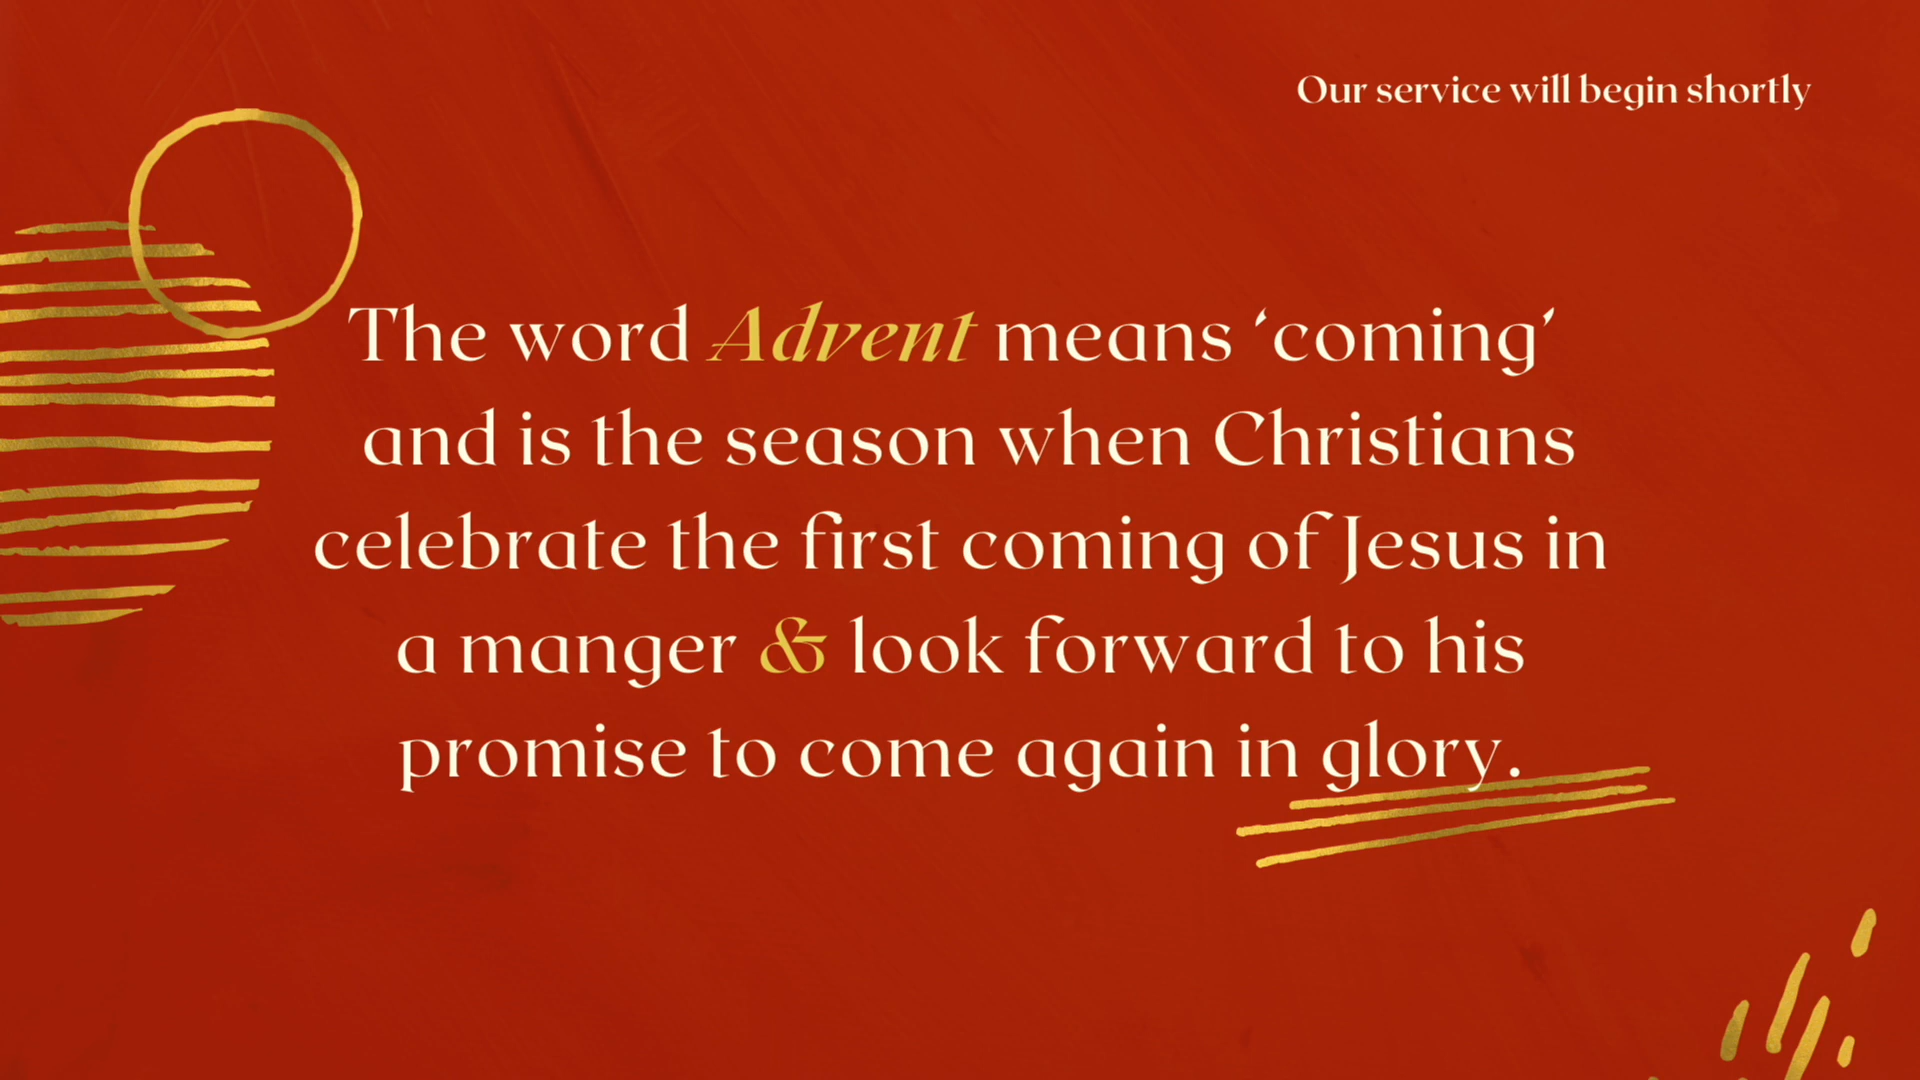 Our service will begin shortly
The word Advent means ‘coming’
and is the season when Christians
celebrate the first coming of Jesus in
a manger & look forward to his
promise to come again in glory.